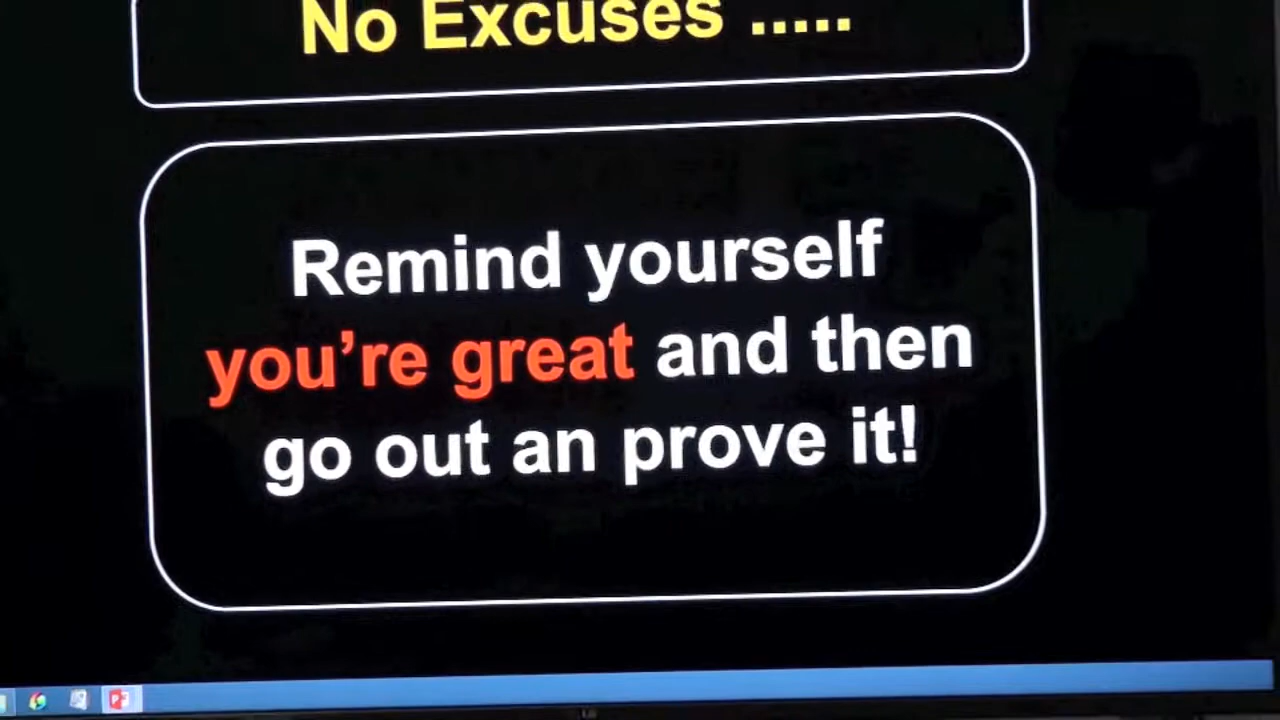 No Excuses .....
Remind yourself
you're great and then
go out an prove it!